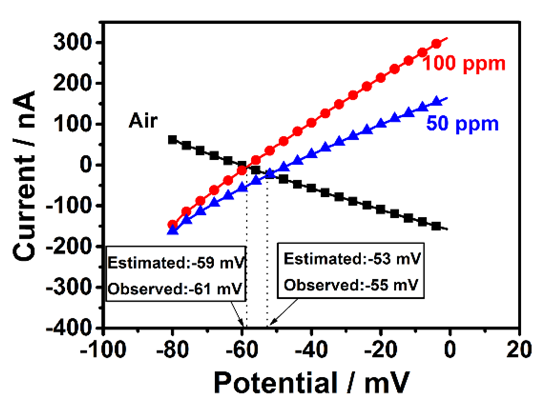 300
200
100
0
-100
-200
-300
-400
Current / nA
Air
100 ppm
50 ppm
Estimated:-59 mV
Observed:-61 mV
Estimated:-53 mV
Observed:-55 mV
-100 -80 -60 -40 -20 0 20
Potential / mV